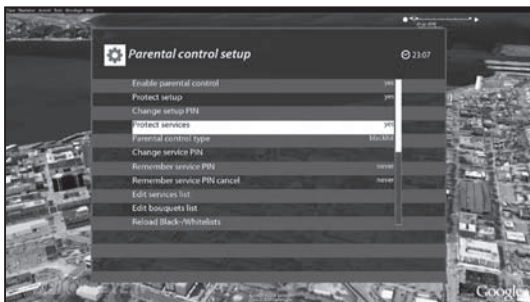 Parental control setup
23:07
Enable parental control yes
Protect setup yes
Change setup PIN
Protect services yes
Parental control type blacklist
Change service PIN
Remember service PIN never
Remember service PIN cancel never
Edit services list
Edit bouquets list
Reload Black-/Whitelists
Google